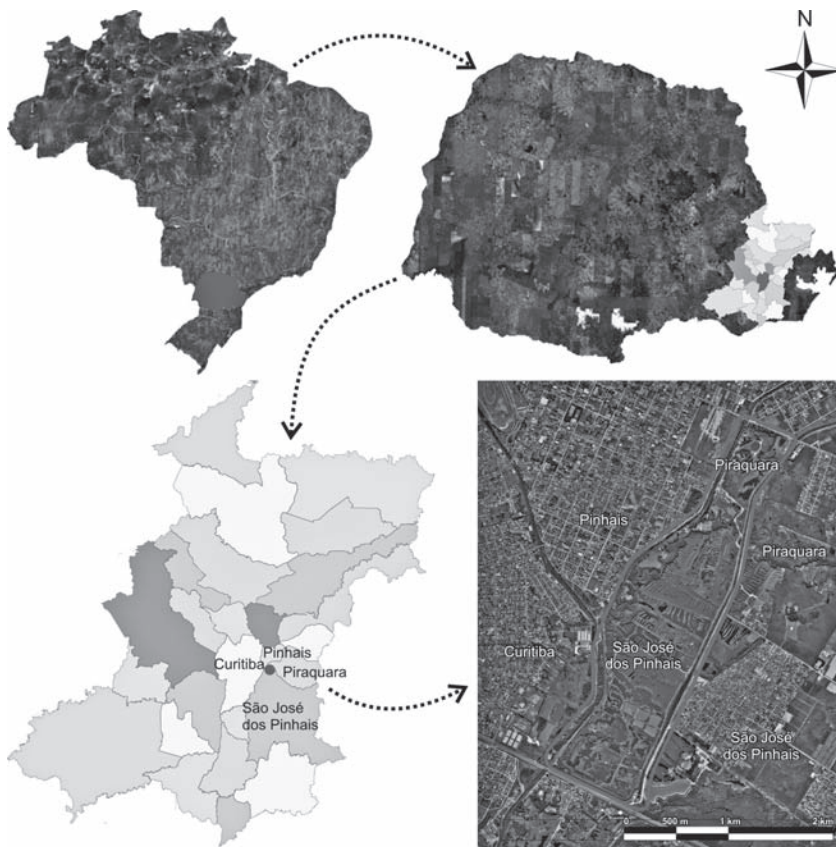 N
Pinhais
Curitiba
Piraquara
São José
dos Pinhais
Piraquara
Pinhais
Piraquara
Curitiba
São José
dos Pinhais
São José
dos Pinhais
0 500 m 1 km 2 km